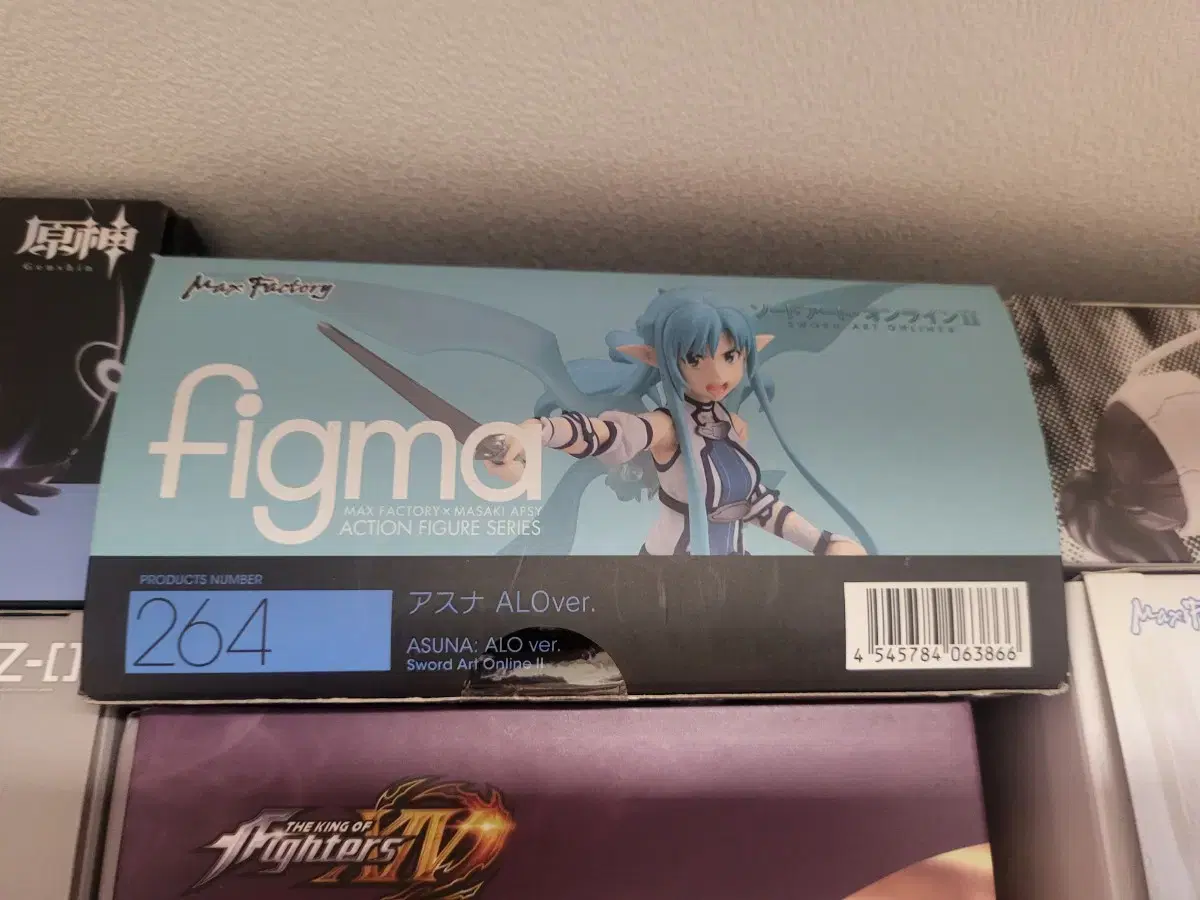 原神
Genshin
Max Factory
ソードアート・オンラインII
SWORD ART ONLINE II
figma
MAX FACTORY × MASAKI APSY
ACTION FIGURE SERIES
PRODUCTS NUMBER
264
アスナ ALOver.
ASUNA: ALO ver.
Sword Art Online II
4 545784 063866
Z-[]
THE KING OF
Fighters
XIV